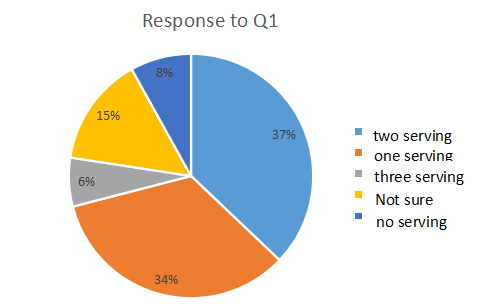 Response to Q1
8%
37%
15%
6%
34%
two serving
one serving
three serving
Not sure
no serving